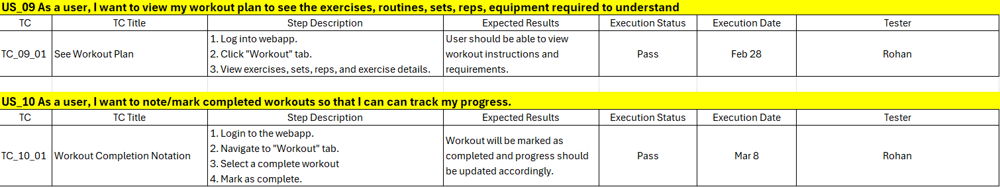 US_09 As a user, I want to view my workout plan to see the exercises, routines, sets, reps, equipment required to understand
TC TC Title Step Description Expected Results Execution Status Execution Date Tester
TC_09_01 See Workout Plan
1. Log into webapp.
2. Click "Workout" tab.
3. View exercises, sets, reps, and exercise details.
User should be able to view
workout instructions and
requirements.
Pass Feb 28 Rohan
US_10 As a user, I want to note/mark completed workouts so that I can can track my progress.
TC TC Title Step Description Expected Results Execution Status Execution Date Tester
TC_10_01 Workout Completion Notation
1. Login to the webapp.
2. Navigate to "Workout" tab.
3. Select a complete workout
4. Mark as complete.
Workout will be marked as
completed and progress should
be updated accordingly.
Pass Mar 8 Rohan